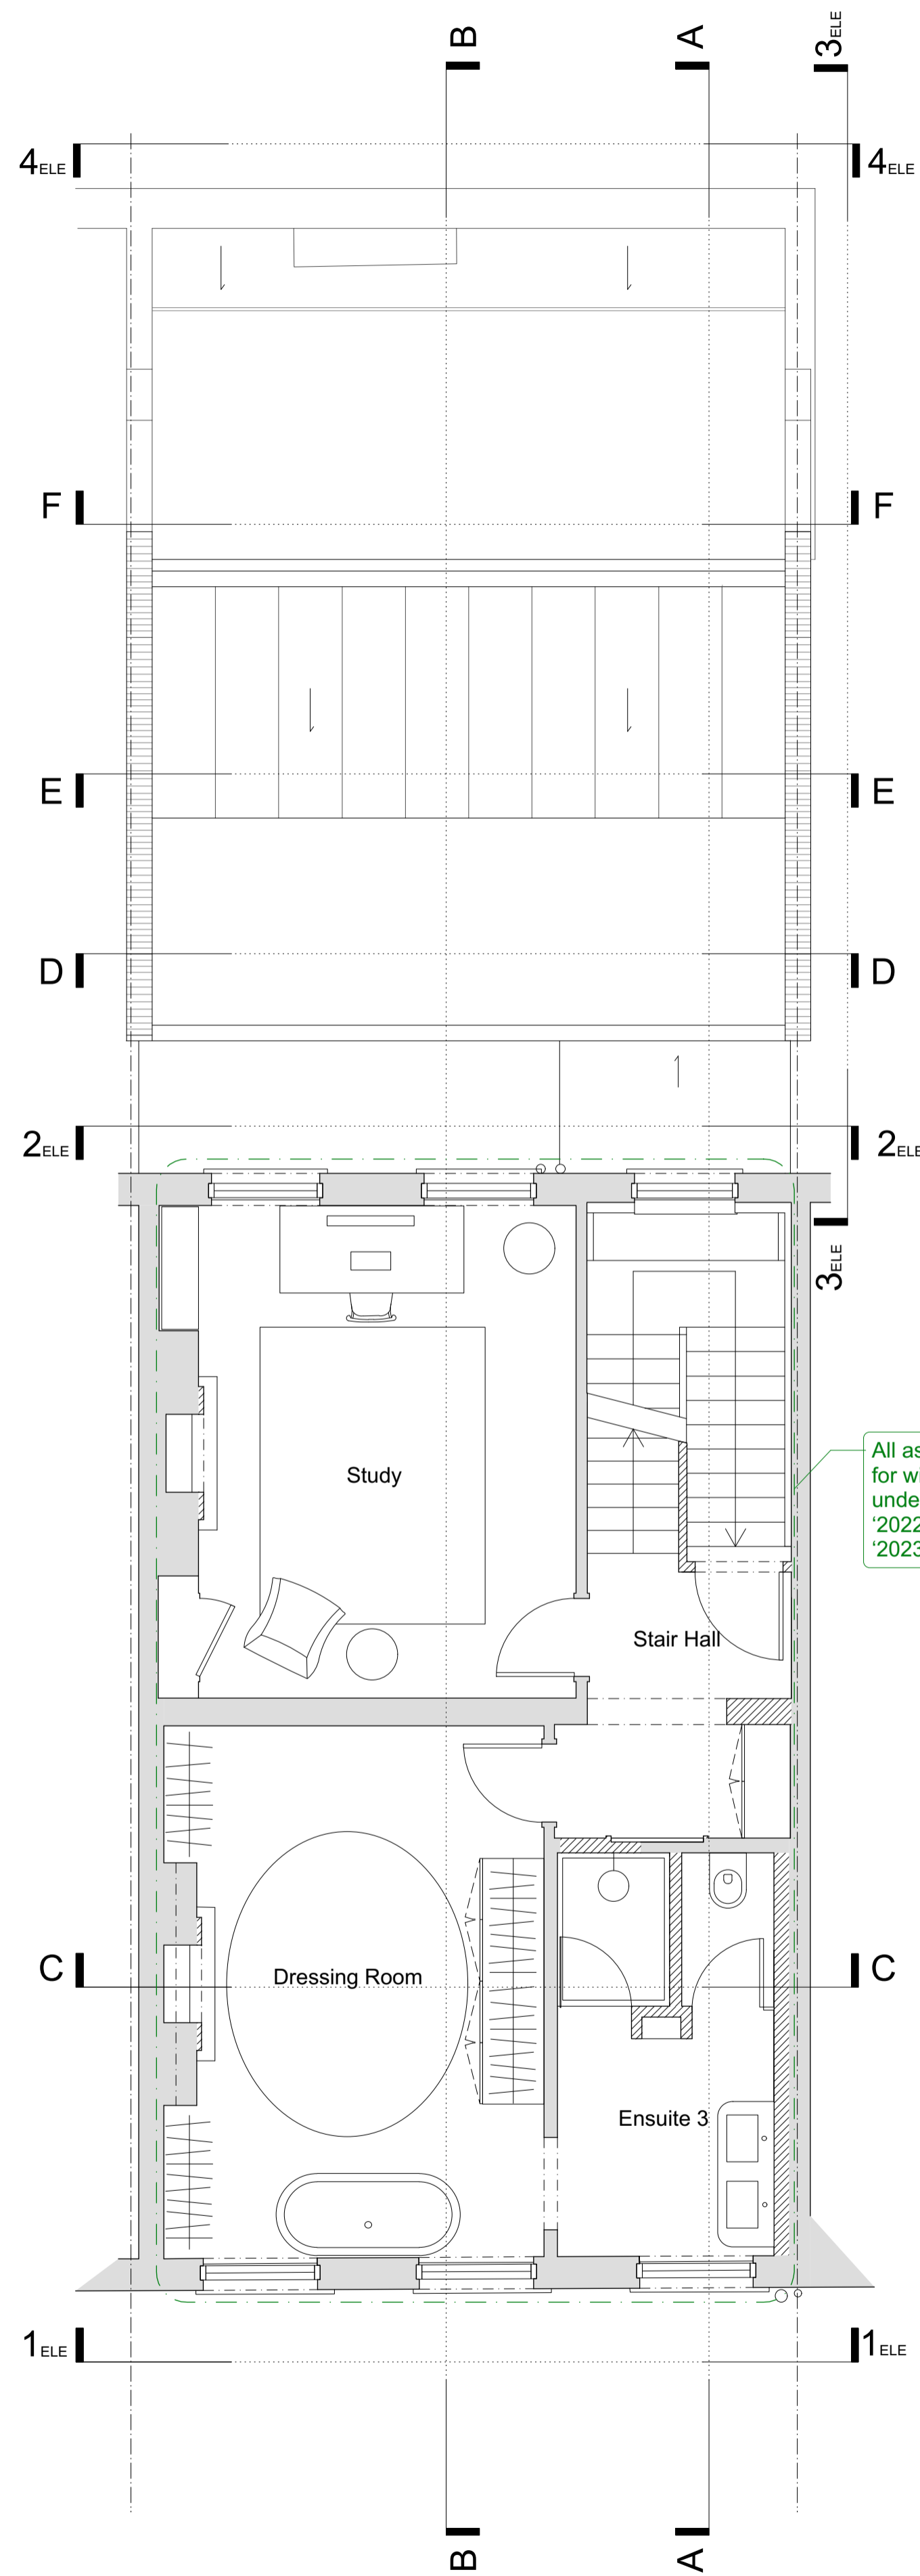 B
A
3ELE
4ELE
4ELE
F
F
E
E
D
D
2ELE
2ELE
3ELE
All as
for wi
unde
‘2022
‘2023
Study
Stair Hall
C
C
Dressing Room
Ensuite 3
1ELE
1ELE
B
A